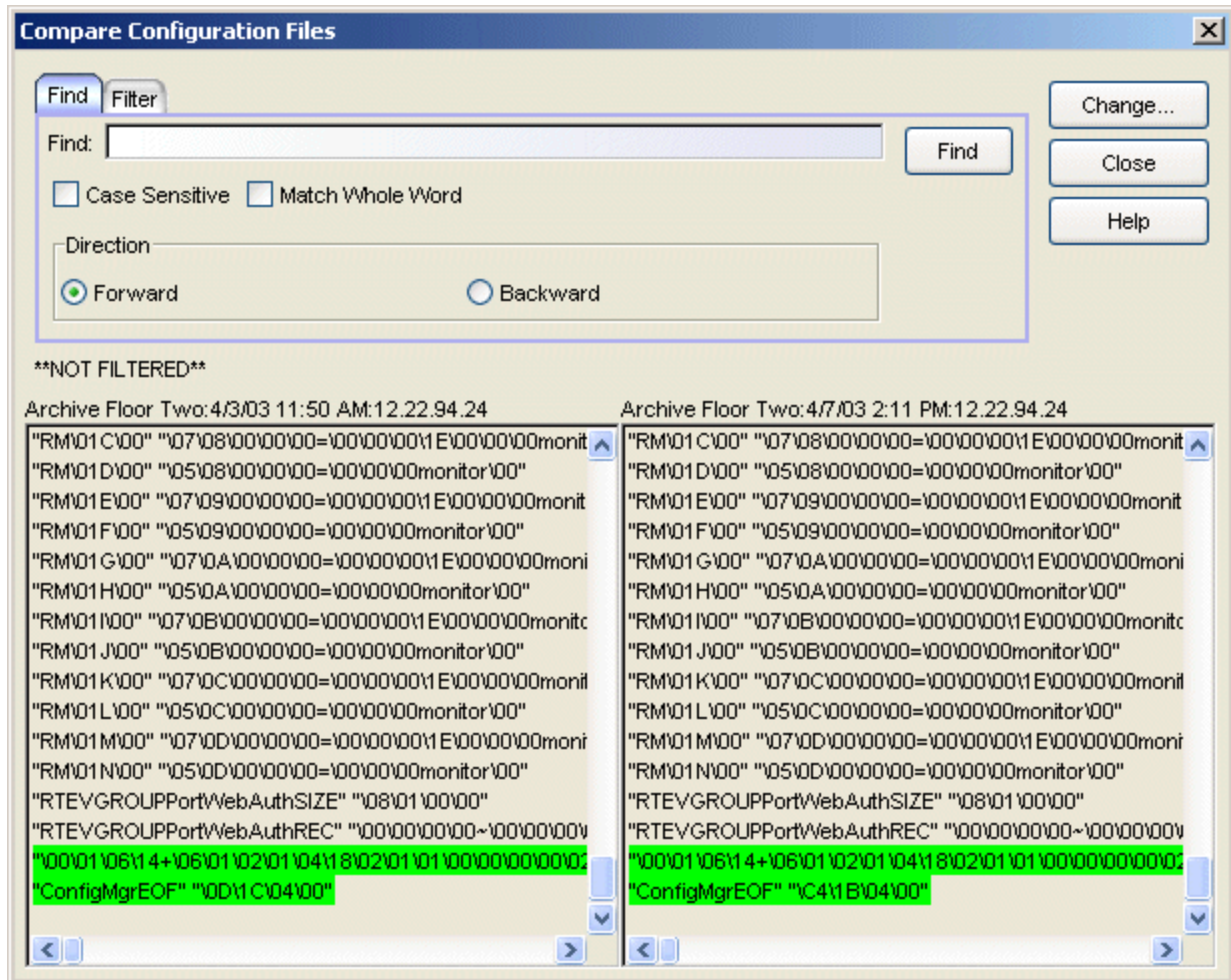 Compare Configuration Files
Find Filter
Change...
Find:
Find
Close
Case Sensitive Match Whole Word
Help
Direction
Forward Backward
**NOT FILTERED**
Archive Floor Two:4/3/03 11:50 AM:12.22.94.24
"RM\01C\00" "\07\08\00\00\00=\00\00\00\1E\00\00\00monit
"RM\01D\00" "\05\08\00\00\00=\00\00\00monitor\00"
"RM\01E\00" "\07\09\00\00\00=\00\00\00\1E\00\00\00monit
"RM\01F\00" "\05\09\00\00\00=\00\00\00monitor\00"
"RM\01G\00" "\07\0A\00\00\00=\00\00\00\1E\00\00\00moni
"RM\01H\00" "\05\0A\00\00\00=\00\00\00monitor\00"
"RM\01I\00" "\07\0B\00\00\00=\00\00\00\1E\00\00\00monito
"RM\01J\00" "\05\0B\00\00\00=\00\00\00monitor\00"
"RM\01K\00" "\07\0C\00\00\00=\00\00\00\1E\00\00\00monit
"RM\01L\00" "\05\0C\00\00\00=\00\00\00monitor\00"
"RM\01M\00" "\07\0D\00\00\00=\00\00\00\1E\00\00\00moni
"RM\01N\00" "\05\0D\00\00\00=\00\00\00monitor\00"
"RTEVGROUPPortWebAuthSIZE" "\08\01\00\00"
"RTEVGROUPPortWebAuthREC" "\00\00\00\00~\00\00\00\
"\00\01\06\14+\06\01\02\01\04\18\02\01\01\00\00\00\00\02
"ConfigMgrEOF" "\0D\1C\04\00"
Archive Floor Two:4/7/03 2:11 PM:12.22.94.24
"RM\01C\00" "\07\08\00\00\00=\00\00\00\1E\00\00\00monit
"RM\01D\00" "\05\08\00\00\00=\00\00\00monitor\00"
"RM\01E\00" "\07\09\00\00\00=\00\00\00\1E\00\00\00monit
"RM\01F\00" "\05\09\00\00\00=\00\00\00monitor\00"
"RM\01G\00" "\07\0A\00\00\00=\00\00\00\1E\00\00\00moni
"RM\01H\00" "\05\0A\00\00\00=\00\00\00monitor\00"
"RM\01I\00" "\07\0B\00\00\00=\00\00\00\1E\00\00\00monito
"RM\01J\00" "\05\0B\00\00\00=\00\00\00monitor\00"
"RM\01K\00" "\07\0C\00\00\00=\00\00\00\1E\00\00\00monit
"RM\01L\00" "\05\0C\00\00\00=\00\00\00monitor\00"
"RM\01M\00" "\07\0D\00\00\00=\00\00\00\1E\00\00\00moni
"RM\01N\00" "\05\0D\00\00\00=\00\00\00monitor\00"
"RTEVGROUPPortWebAuthSIZE" "\08\01\00\00"
"RTEVGROUPPortWebAuthREC" "\00\00\00\00~\00\00\00\
"\00\01\06\14+\06\01\02\01\04\18\02\01\01\00\00\00\00\02
"ConfigMgrEOF" "\C4\1B\04\00"